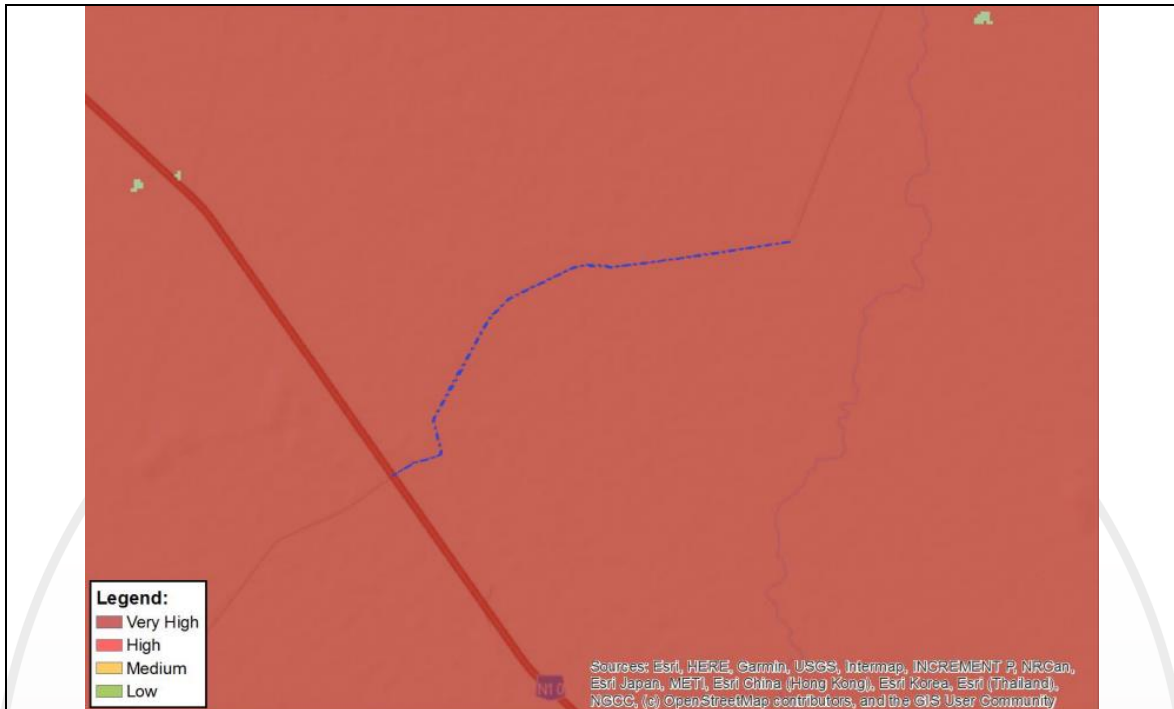 Legend:
Very High
High
Medium
Low
N10
Sources: Esri, HERE, Garmin, USGS, Intermap, INCREMENT P, NRCan,
Esri Japan, METI, Esri China (Hong Kong), Esri Korea, Esri (Thailand),
NGCC, (c) OpenStreetMap contributors, and the GIS User Community